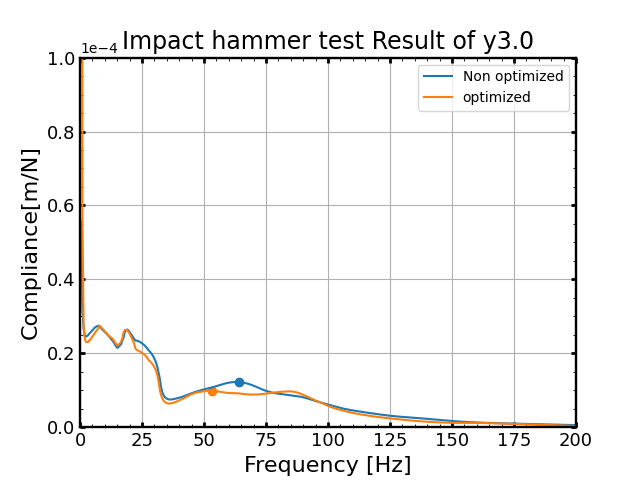 Impact hammer test Result of y3.0
1e−4
1.0
0.8
0.6
0.4
0.2
0.0
Compliance[m/N]
Non optimized
optimized
0 25 50 75 100 125 150 175 200
Frequency [Hz]